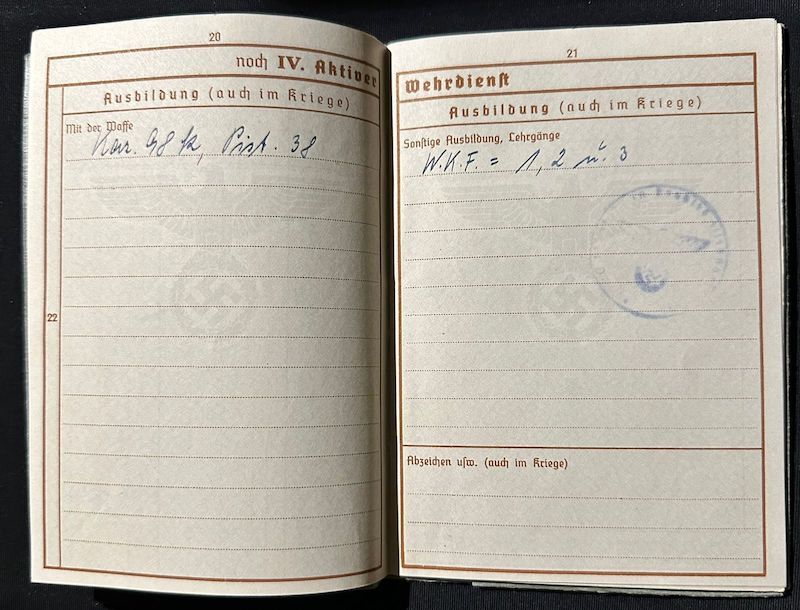 20
noch IV. Aktiver
Ausbildung (auch im Kriege)
Mit der Waffe
Kar. 98 k, Pist. 38
22
21
Wehrdienst
Ausbildung (auch im Kriege)
Sonstige Ausbildung, Lehrgänge
W.K.F. = 1, 2 u. 3
Abzeichen usw. (auch im Kriege)